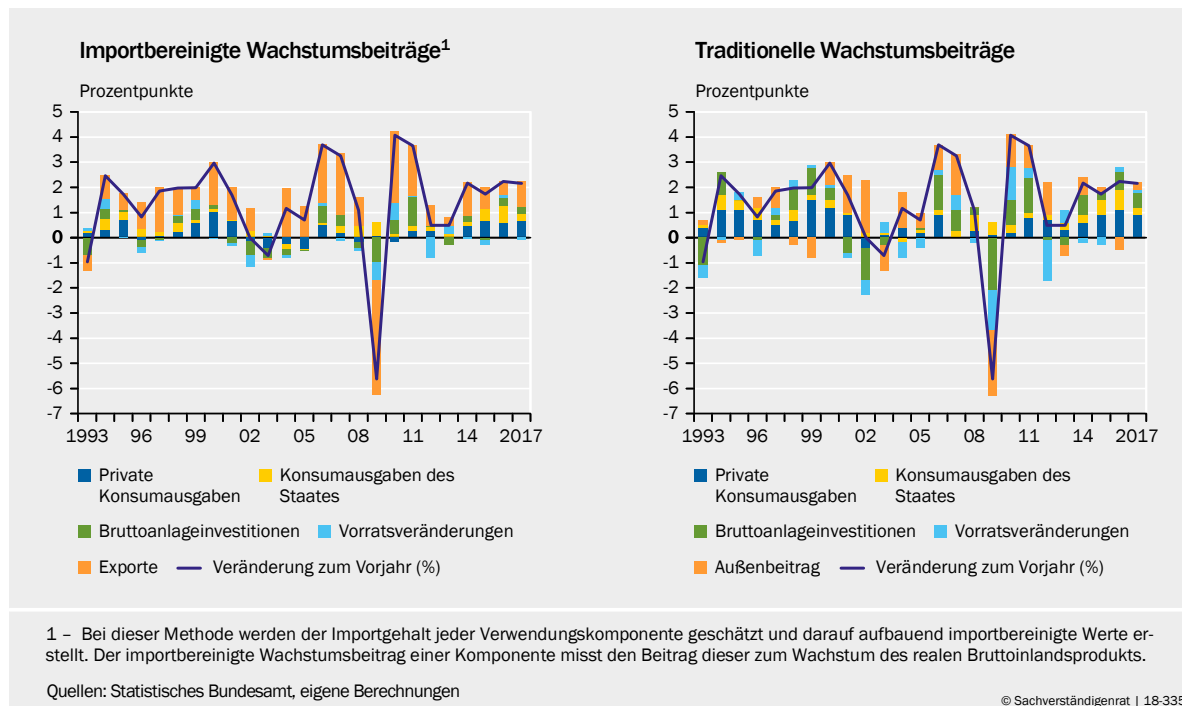 Importbereinigte Wachstumsbeiträge¹
Prozentpunkte
5
4
3
2
1
0
-1
-2
-3
-4
-5
-6
-7
1993 96 99 02 05 08 11 14 2017
Private Konsumausgaben
Konsumausgaben des Staates
Bruttoanlageinvestitionen
Vorratsveränderungen
Exporte
Veränderung zum Vorjahr (%)
Traditionelle Wachstumsbeiträge
Prozentpunkte
5
4
3
2
1
0
-1
-2
-3
-4
-5
-6
-7
1993 96 99 02 05 08 11 14 2017
Private Konsumausgaben
Konsumausgaben des Staates
Bruttoanlageinvestitionen
Vorratsveränderungen
Außenbeitrag
Veränderung zum Vorjahr (%)
1 – Bei dieser Methode werden der Importgehalt jeder Verwendungskomponente geschätzt und darauf aufbauend importbereinigte Werte er-
stellt. Der importbereinigte Wachstumsbeitrag einer Komponente misst den Beitrag dieser zum Wachstum des realen Bruttoinlandsprodukts.
Quellen: Statistisches Bundesamt, eigene Berechnungen
© Sachverständigenrat | 18-335